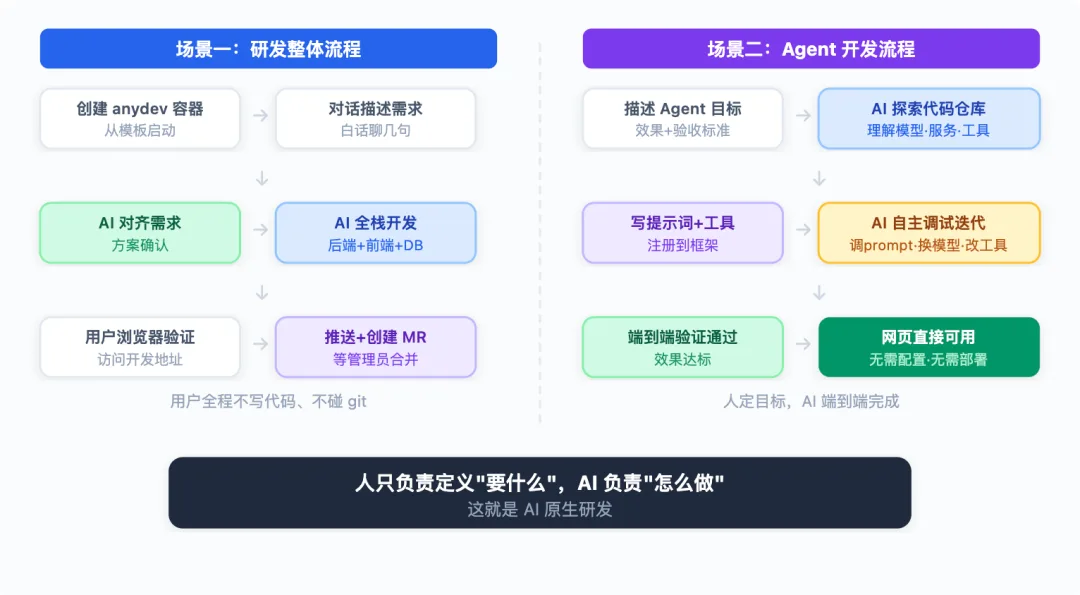 场景一：研发整体流程
创建 anydev 容器
从模板启动
对话描述需求
白话聊几句
AI 对齐需求
方案确认
AI 全栈开发
后端+前端+DB
用户浏览器验证
访问开发地址
推送+创建 MR
等管理员合并
用户全程不写代码、不碰 git
场景二：Agent 开发流程
描述 Agent 目标
效果+验收标准
AI 探索代码仓库
理解模型·服务·工具
写提示词+工具
注册到框架
AI 自主调试迭代
调prompt·换模型·改工具
端到端验证通过
效果达标
网页直接可用
无需配置·无需部署
人定目标，AI 端到端完成
人只负责定义"要什么"，AI 负责"怎么做"
这就是 AI 原生研发